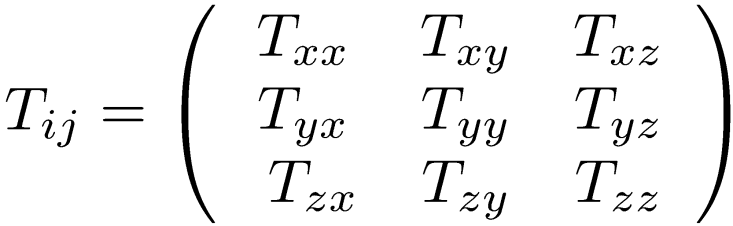 T_{xx} T_{xy} T_{xz}
T_{ij} = ( T_{yx} T_{yy} T_{yz} )
T_{zx} T_{zy} T_{zz}